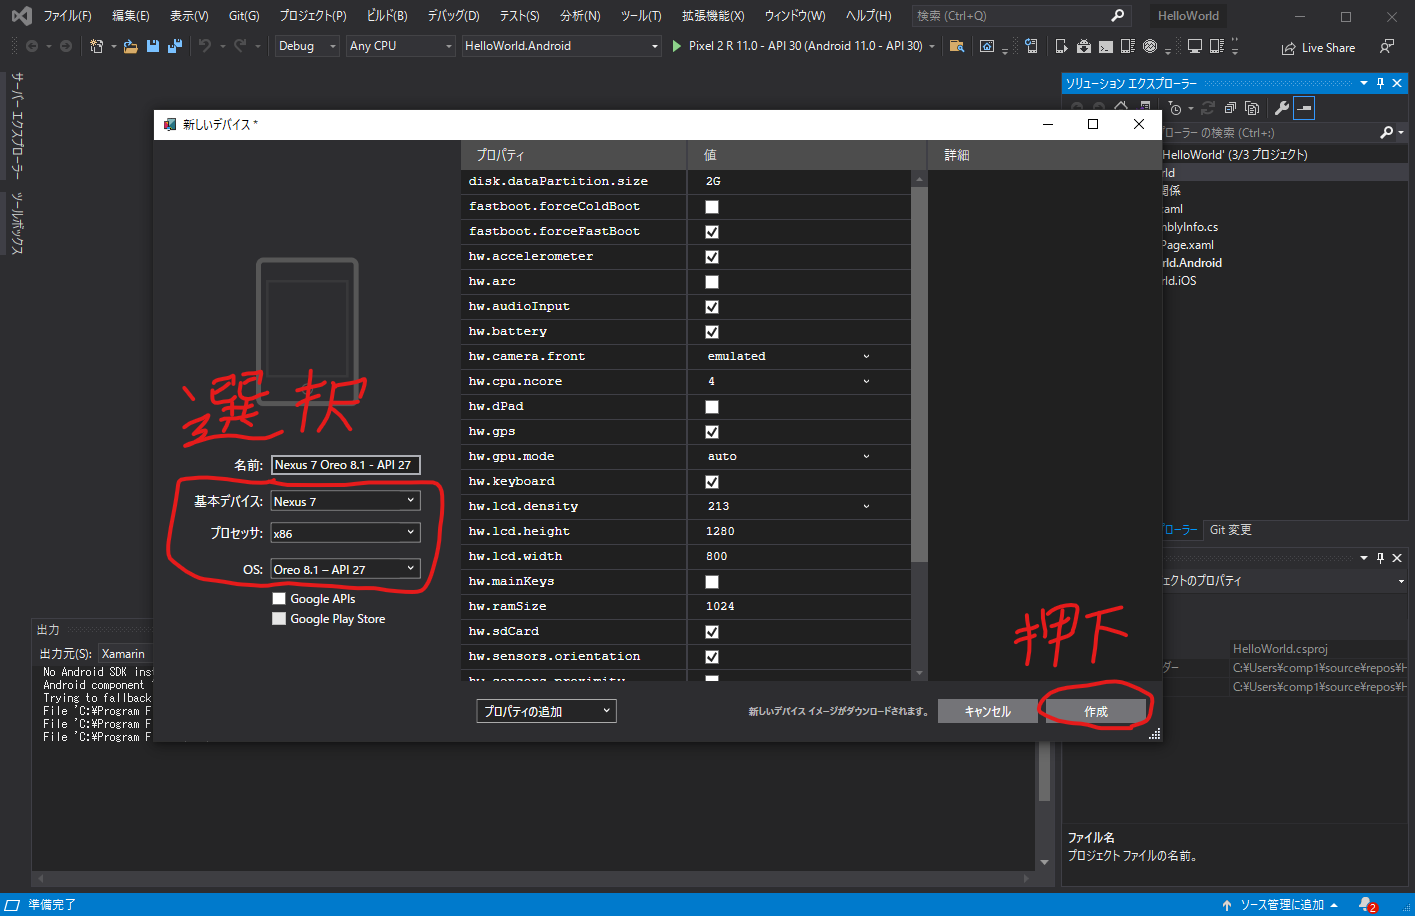 ファイル(F) 編集(E) 表示(V) Git(G) プロジェクト(P) ビルド(B) デバッグ(D) テスト(S) 分析(N) ツール(T) 拡張機能(X) ウィンドウ(W) ヘルプ(H) 検索 (Ctrl+Q) HelloWorld
Debug Any CPU HelloWorld.Android Pixel 2 R 11.0 - API 30 (Android 11.0 - API 30) Live Share
サーバー エクスプローラー
ツールボックス
新しいデバイス *
選択
名前: Nexus 7 Oreo 8.1 - API 27
基本デバイス: Nexus 7
プロセッサ: x86
OS: Oreo 8.1 – API 27
Google APIs
Google Play Store
プロパティ 値 詳細
disk.dataPartition.size 2G
fastboot.forceColdBoot
fastboot.forceFastBoot
hw.accelerometer
hw.arc
hw.audioInput
hw.battery
hw.camera.front emulated
hw.cpu.ncore 4
hw.dPad
hw.gps
hw.gpu.mode auto
hw.keyboard
hw.lcd.density 213
hw.lcd.height 1280
hw.lcd.width 800
hw.mainKeys
hw.ramSize 1024
hw.sdCard
hw.sensors.orientation
hw.sensors.proximity
押下
プロパティの追加 新しいデバイス イメージがダウンロードされます。 キャンセル 作成
ソリューション エクスプローラー
ローラー の検索 (Ctrl+:)
HelloWorld' (3/3 プロジェクト)
rld
関係
.xaml
mblyInfo.cs
Page.xaml
rld.Android
rld.iOS
プローラー Git 変更
ェクトのプロパティ
HelloWorld.csproj
ダー C:¥Users¥comp1¥source¥repos¥H
C:¥Users¥comp1¥source¥repos¥H
ファイル名
プロジェクト ファイルの名前。
出力
出力元(S): Xamarin
No Android SDK inst
Android component
Trying to fallback
File 'C:¥Program F
File 'C:¥Program F
File 'C:¥Program F
準備完了 ソース管理に追加 2